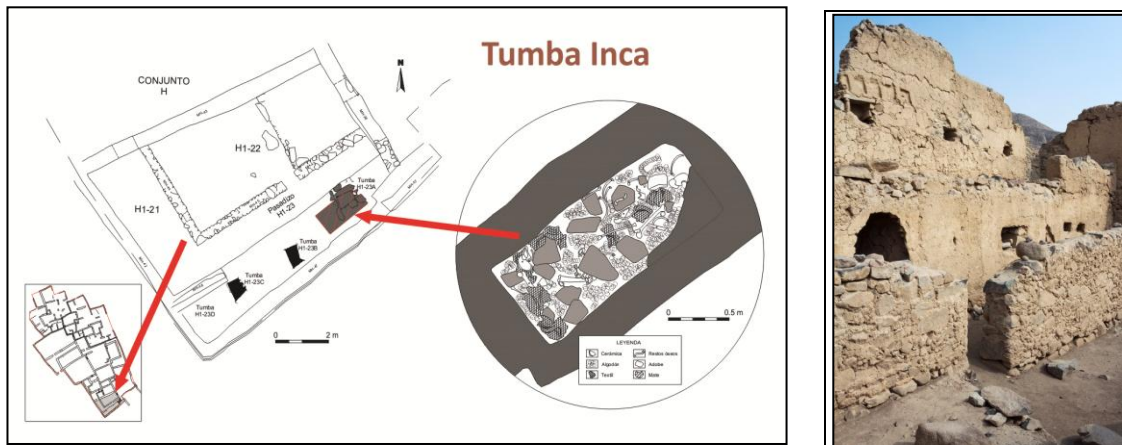 Tumba Inca
CONJUNTO
H
N
H1-22
H1-21
Pasadizo
H1-23
Tumba
H1-23A
Tumba
H1-23B
Tumba
H1-23C
Tumba
H1-23D
0 2 m
0 0.5 m
LEYENDA
Cerámica
Restos óseos
Algodón
Adobe
Textil
Mate